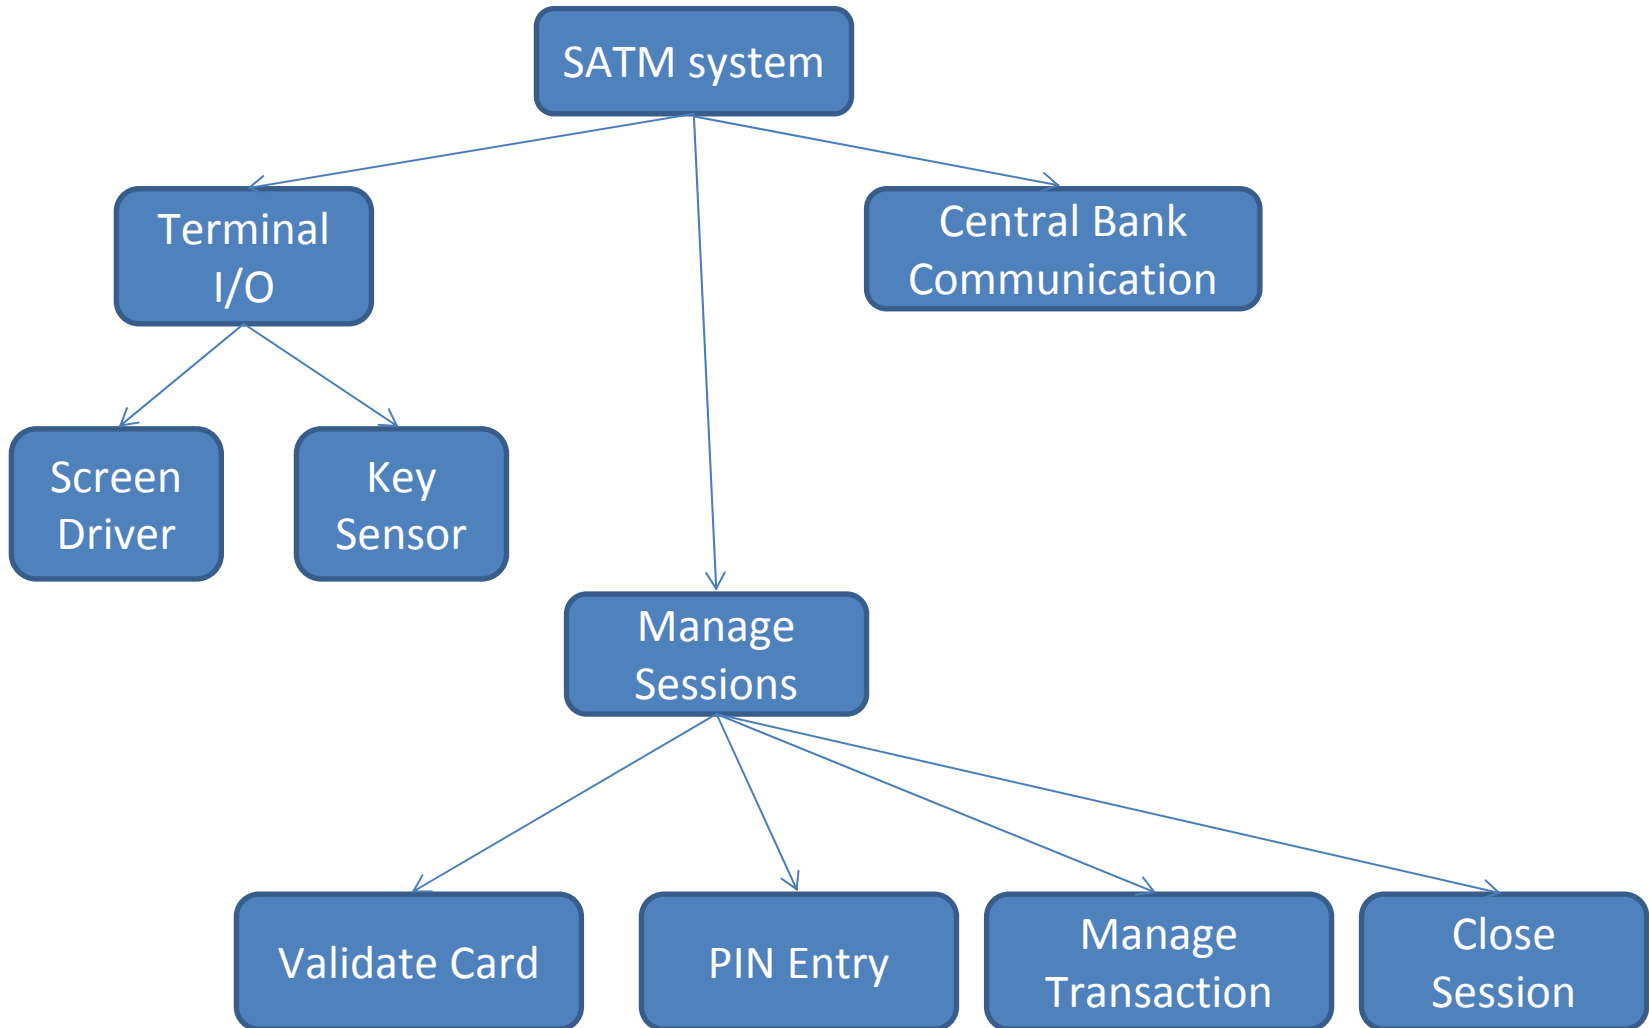 SATM system
Terminal
I/O
Central Bank
Communication
Screen
Driver
Key
Sensor
Manage
Sessions
Validate Card
PIN Entry
Manage
Transaction
Close
Session